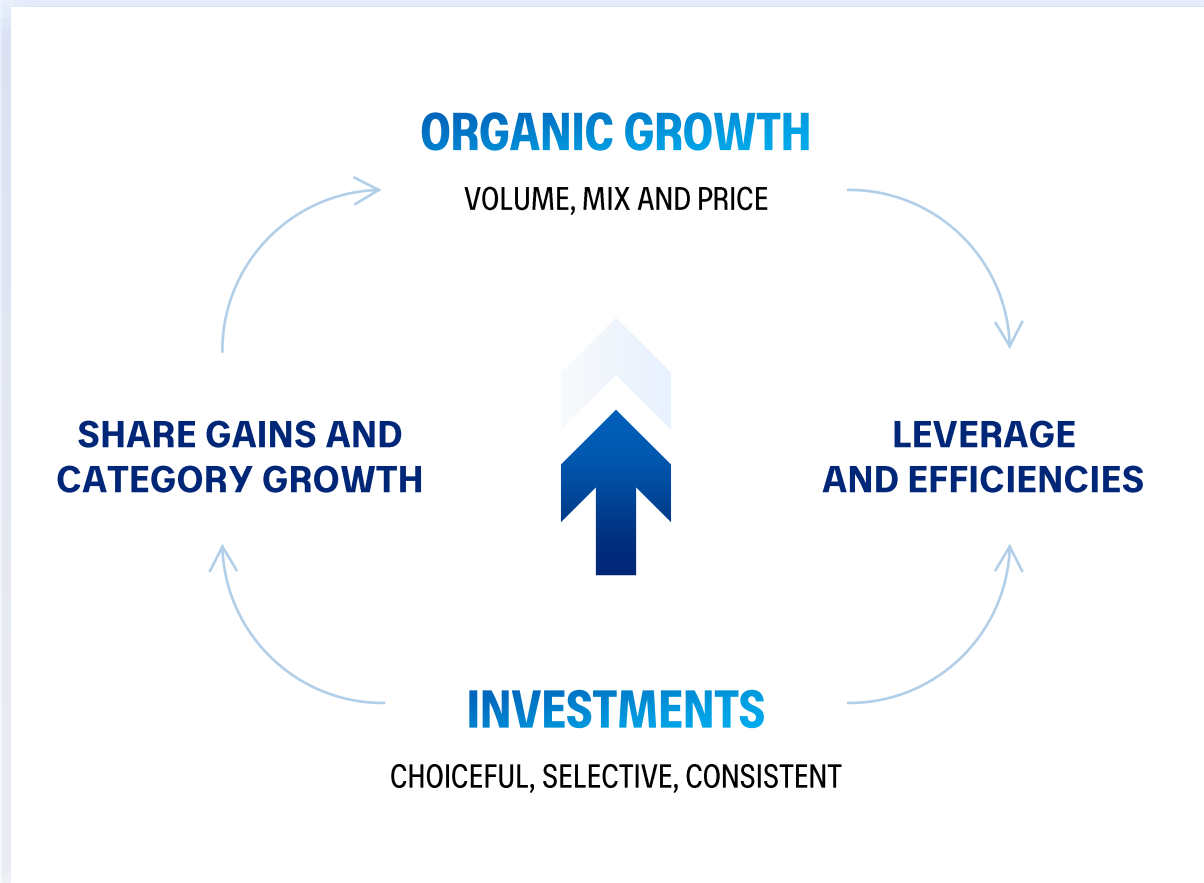 ORGANIC GROWTH
VOLUME, MIX AND PRICE
SHARE GAINS AND
CATEGORY GROWTH
LEVERAGE
AND EFFICIENCIES
INVESTMENTS
CHOICEFUL, SELECTIVE, CONSISTENT